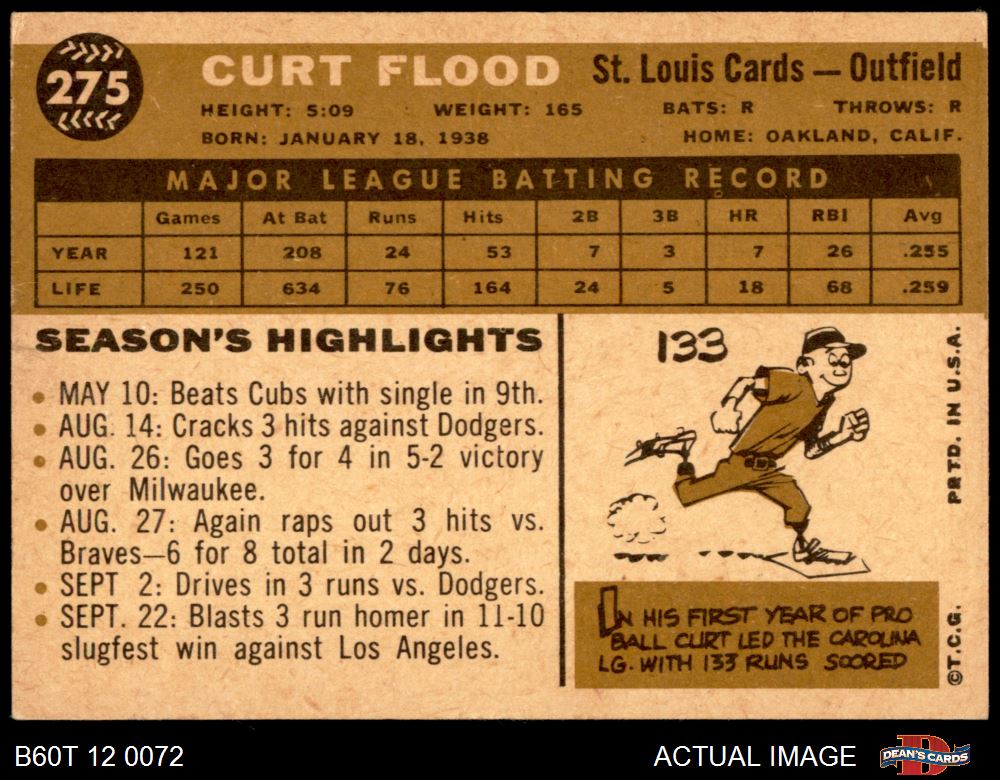 275
CURT FLOOD St. Louis Cards — Outfield
HEIGHT: 5:09 WEIGHT: 165 BATS: R THROWS: R
BORN: JANUARY 18, 1938 HOME: OAKLAND, CALIF.
MAJOR LEAGUE BATTING RECORD
Games At Bat Runs Hits 2B 3B HR RBI Avg
YEAR 121 208 24 53 7 3 7 26 .255
LIFE 250 634 76 164 24 5 18 68 .259
SEASON'S HIGHLIGHTS
• MAY 10: Beats Cubs with single in 9th.
• AUG. 14: Cracks 3 hits against Dodgers.
• AUG. 26: Goes 3 for 4 in 5-2 victory
over Milwaukee.
• AUG. 27: Again raps out 3 hits vs.
Braves—6 for 8 total in 2 days.
• SEPT 2: Drives in 3 runs vs. Dodgers.
• SEPT. 22: Blasts 3 run homer in 11-10
slugfest win against Los Angeles.
133
IN HIS FIRST YEAR OF PRO
BALL CURT LED THE CAROLINA
LG. WITH 133 RUNS SCORED
©T.C.G. PRTD. IN U.S.A.
B60T 12 0072 ACTUAL IMAGE DEAN'S CARDS